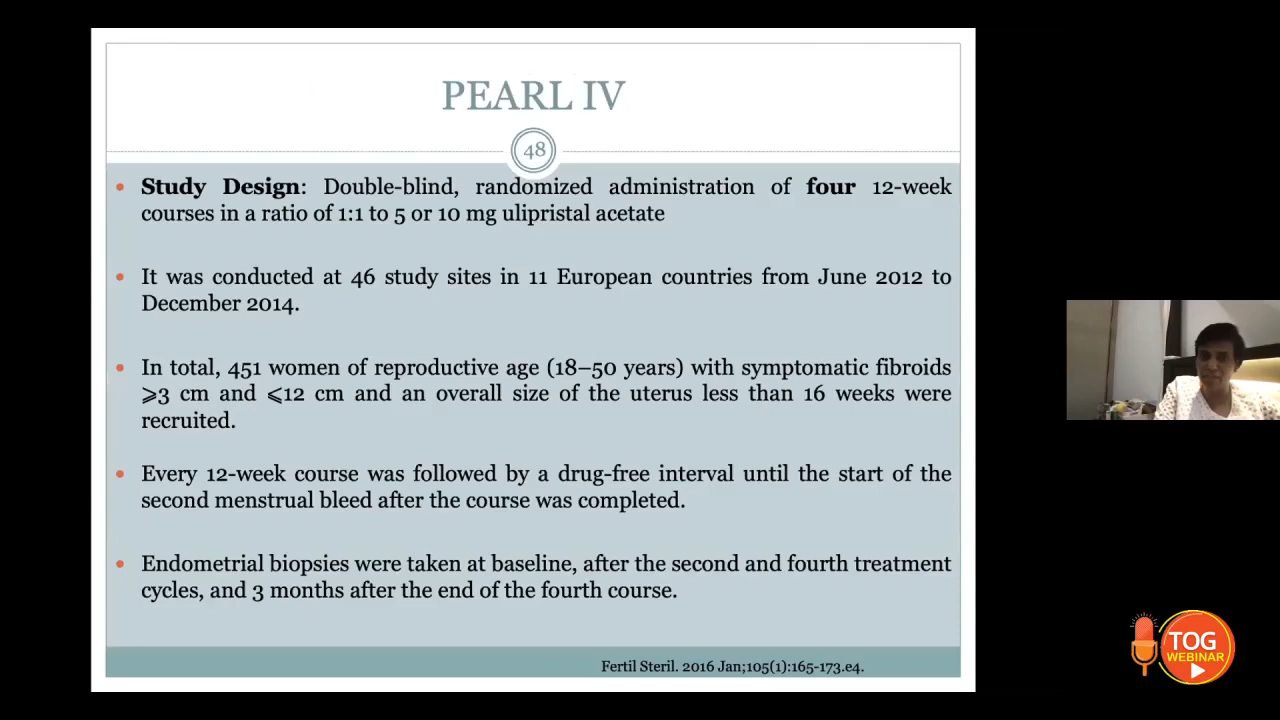 PEARL IV
48
• Study Design: Double-blind, randomized administration of four 12-week
courses in a ratio of 1:1 to 5 or 10 mg ulipristal acetate
• It was conducted at 46 study sites in 11 European countries from June 2012 to
December 2014.
• In total, 451 women of reproductive age (18–50 years) with symptomatic fibroids
⩾3 cm and ⩽12 cm and an overall size of the uterus less than 16 weeks were
recruited.
• Every 12-week course was followed by a drug-free interval until the start of the
second menstrual bleed after the course was completed.
• Endometrial biopsies were taken at baseline, after the second and fourth treatment
cycles, and 3 months after the end of the fourth course.
Fertil Steril. 2016 Jan;105(1):165-173.e4.
TOG
WEBINAR